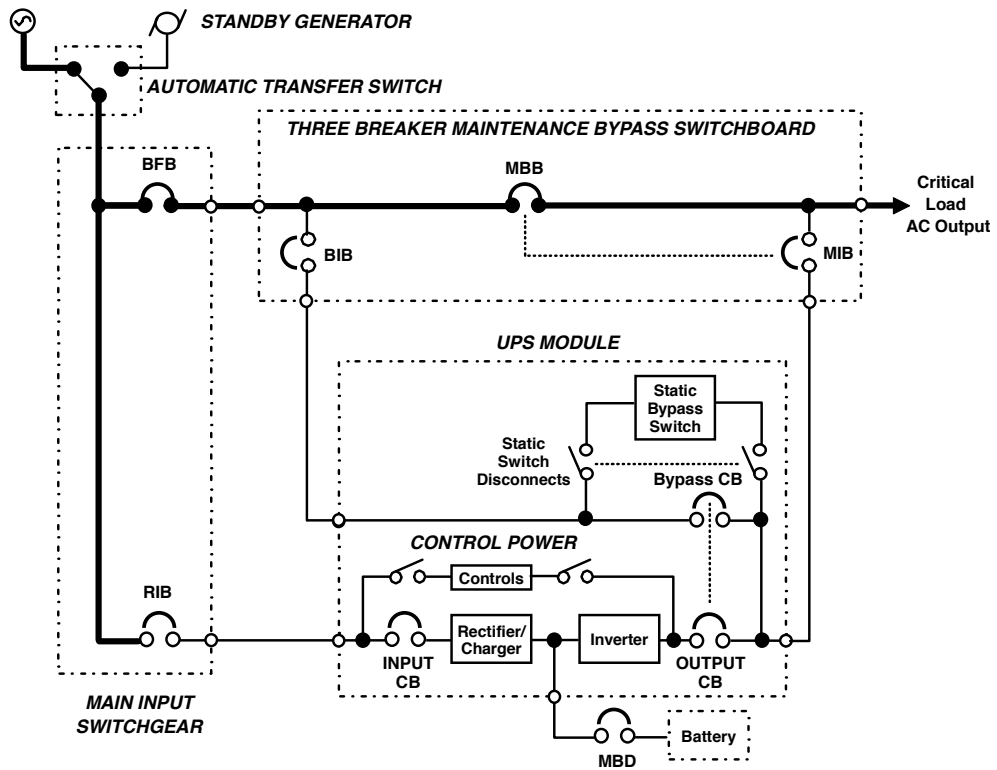 STANDBY GENERATOR
AUTOMATIC TRANSFER SWITCH
THREE BREAKER MAINTENANCE BYPASS SWITCHBOARD
BFB
MBB
Critical
Load
AC Output
BIB
MIB
UPS MODULE
Static
Bypass
Switch
Static
Switch
Disconnects
Bypass CB
CONTROL POWER
Controls
RIB
Rectifier/
Charger
Inverter
INPUT
CB
OUTPUT
CB
MAIN INPUT
SWITCHGEAR
MBD
Battery